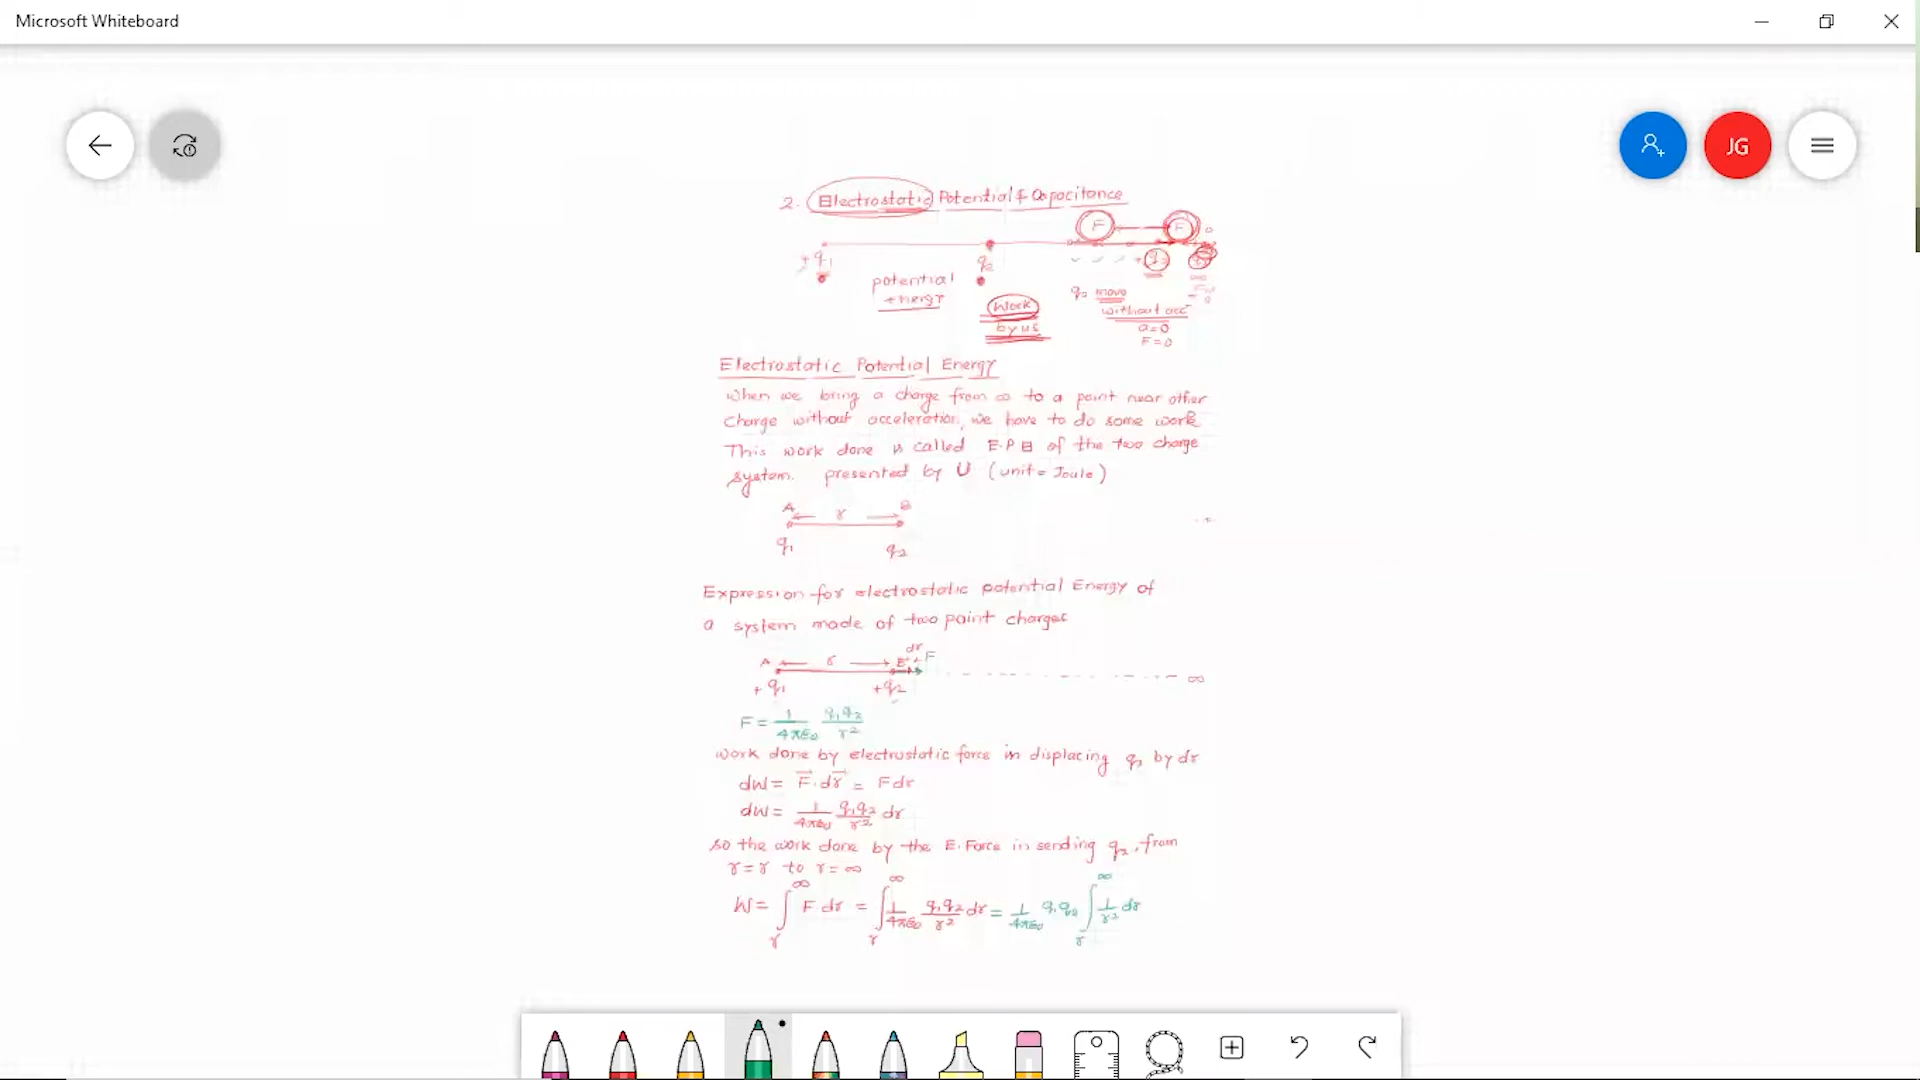 Microsoft Whiteboard
JG
2. Electrostatic Potential & Capacitance
F F
+q1 q2
potential
Energy
Work
by us
q2 move
without acc
a=0
F=0
∞
Electrostatic Potential Energy
When we bring a charge from ∞ to a point near other
charge without acceleration, we have to do some work
This work done is called E.P.E of the two charge
system. presented by U (unit = Joule)
A r B
q1 q2
Expression for electrostatic potential Energy of
a system made of two point charges
dr
A r B F
+q1 +q2 ∞
F = 1/4πε0 q1q2/r²
work done by electrostatic force in displacing q2 by dr
dW = F⃗.dr⃗ = Fdr
dW = 1/4πε0 q1q2/r² dr
so the work done by the E.Force in sending q2, from
r=r to r=∞
W = ∫r∞ F.dr = ∫r∞ 1/4πε0 q1q2/r² dr = 1/4πε0 q1q2 ∫r∞ 1/r² dr